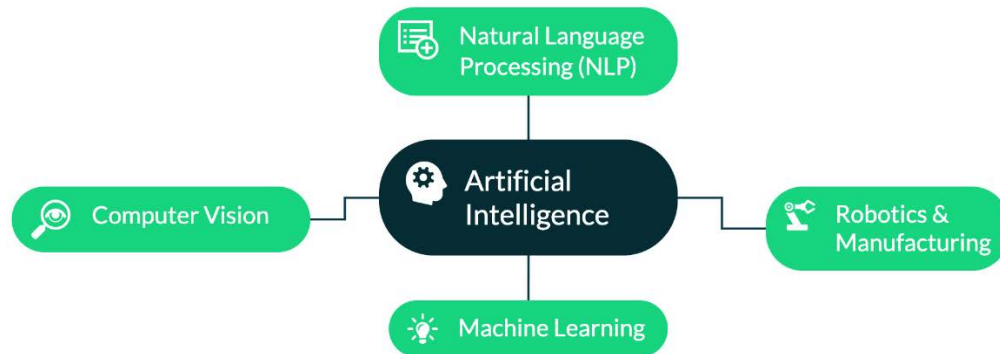 Natural Language
Processing (NLP)
Artificial
Intelligence
Computer Vision
Robotics &
Manufacturing
Machine Learning